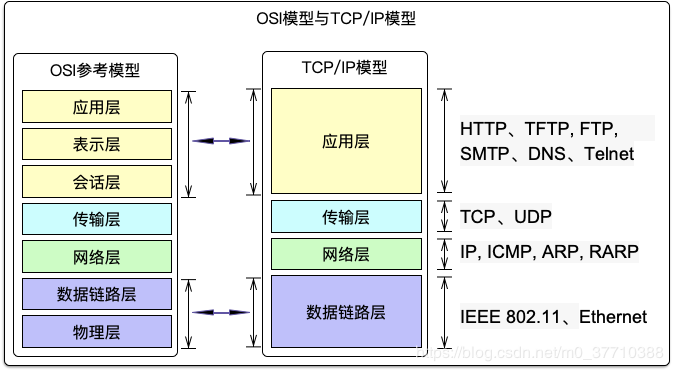 OSI模型与TCP/IP模型
OSI参考模型
应用层
表示层
会话层
传输层
网络层
数据链路层
物理层
TCP/IP模型
应用层
传输层
网络层
数据链路层
HTTP、TFTP, FTP,
SMTP、DNS、Telnet
TCP、UDP
IP, ICMP, ARP, RARP
IEEE 802.11、Ethernet
https://blog.csdn.net/m0_37710388